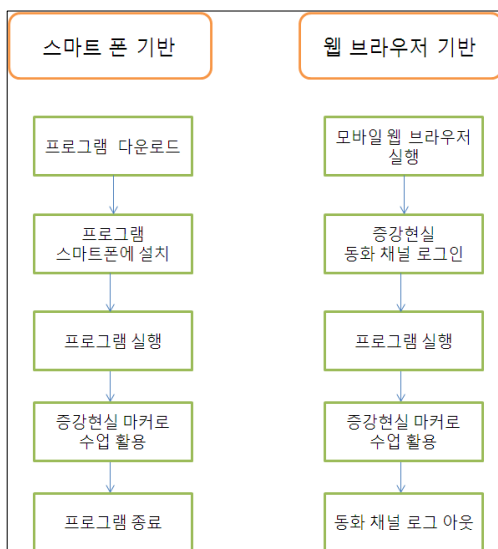 스마트 폰 기반
프로그램 다운로드
프로그램
스마트폰에 설치
프로그램 실행
증강현실 마커로
수업 활용
프로그램 종료
웹 브라우저 기반
모바일 웹 브라우저
실행
증강현실
동화 채널 로그인
프로그램 실행
증강현실 마커로
수업 활용
동화 채널 로그 아웃